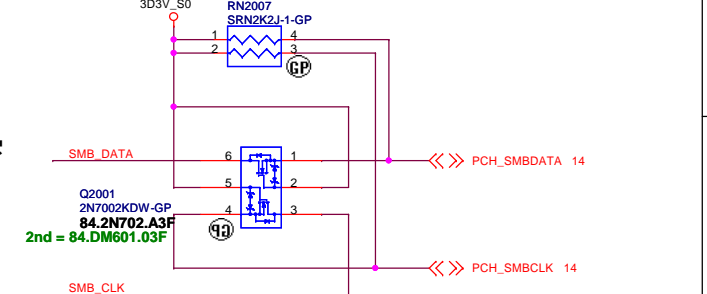 3D3V_S0
RN2007
SRN2K2J-1-GP
1 4
2 3
GP
SMB_DATA 6 1 PCH_SMBDATA 14
5 2
Q2001
2N7002KDW-GP
84.2N702.A3F
2nd = 84.DM601.03F
4 3
GP
PCH_SMBCLK 14
SMB_CLK